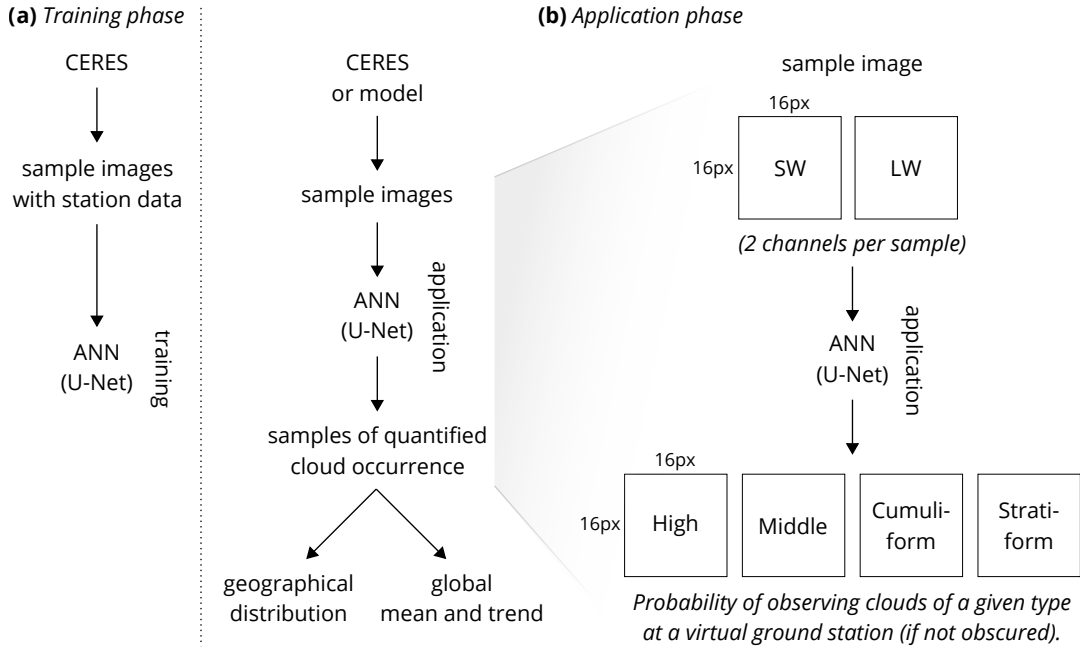 (a) Training phase
CERES
sample images
with station data
ANN
(U-Net)
training
(b) Application phase
CERES
or model
sample images
ANN
(U-Net)
application
samples of quantified
cloud occurrence
geographical
distribution
global
mean and trend
sample image
16px
16px
SW
LW
(2 channels per sample)
ANN
(U-Net)
application
16px
16px
High
Middle
Cumuli-
form
Strati-
form
Probability of observing clouds of a given type
at a virtual ground station (if not obscured).